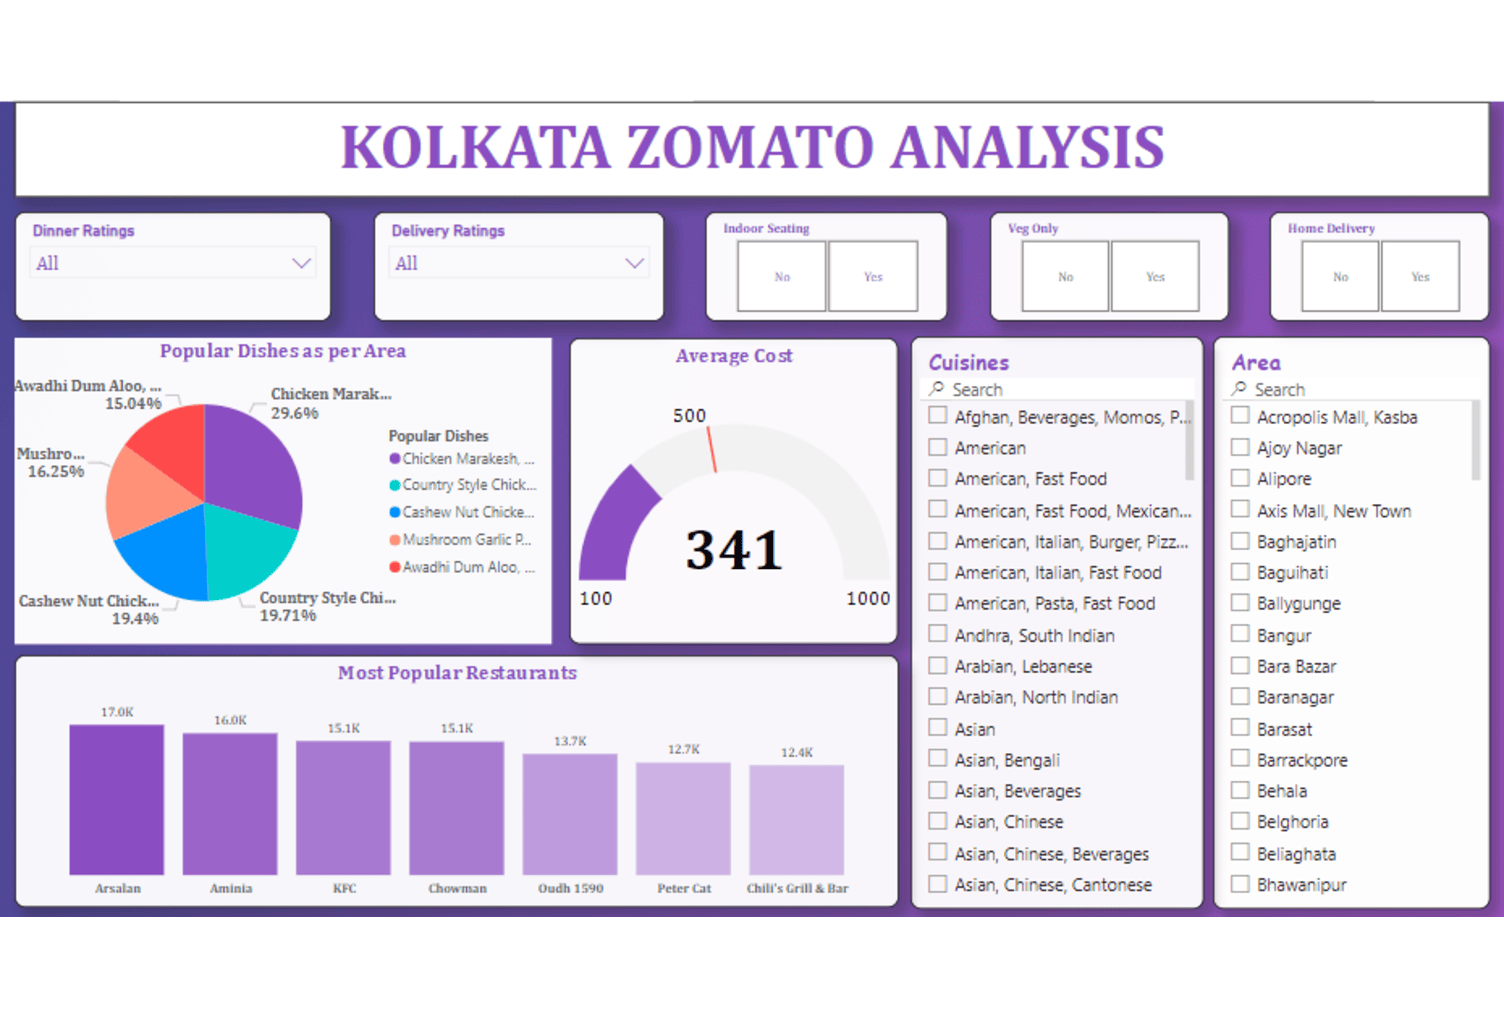 KOLKATA ZOMATO ANALYSIS
Dinner Ratings
All
Delivery Ratings
All
Indoor Seating
No
Yes
Veg Only
No
Yes
Home Delivery
No
Yes
Popular Dishes as per Area
Awadhi Dum Aloo, ...
15.04%
Chicken Marak...
29.6%
Mushro...
16.25%
Cashew Nut Chick...
19.4%
Country Style Chi...
19.71%
Popular Dishes
Chicken Marakesh, ...
Country Style Chick...
Cashew Nut Chicke...
Mushroom Garlic P...
Awadhi Dum Aloo, ...
Average Cost
500
341
100
1000
Cuisines
Search
Afghan, Beverages, Momos, P...
American
American, Fast Food
American, Fast Food, Mexican...
American, Italian, Burger, Pizz...
American, Italian, Fast Food
American, Pasta, Fast Food
Andhra, South Indian
Arabian, Lebanese
Arabian, North Indian
Asian
Asian, Bengali
Asian, Beverages
Asian, Chinese
Asian, Chinese, Beverages
Asian, Chinese, Cantonese
Area
Search
Acropolis Mall, Kasba
Ajoy Nagar
Alipore
Axis Mall, New Town
Baghajatin
Baguihati
Ballygunge
Bangur
Bara Bazar
Baranagar
Barasat
Barrackpore
Behala
Belghoria
Beliaghata
Bhawanipur
Most Popular Restaurants
17.0K
16.0K
15.1K
15.1K
13.7K
12.7K
12.4K
Arsalan
Aminia
KFC
Chowman
Oudh 1590
Peter Cat
Chili's Grill & Bar